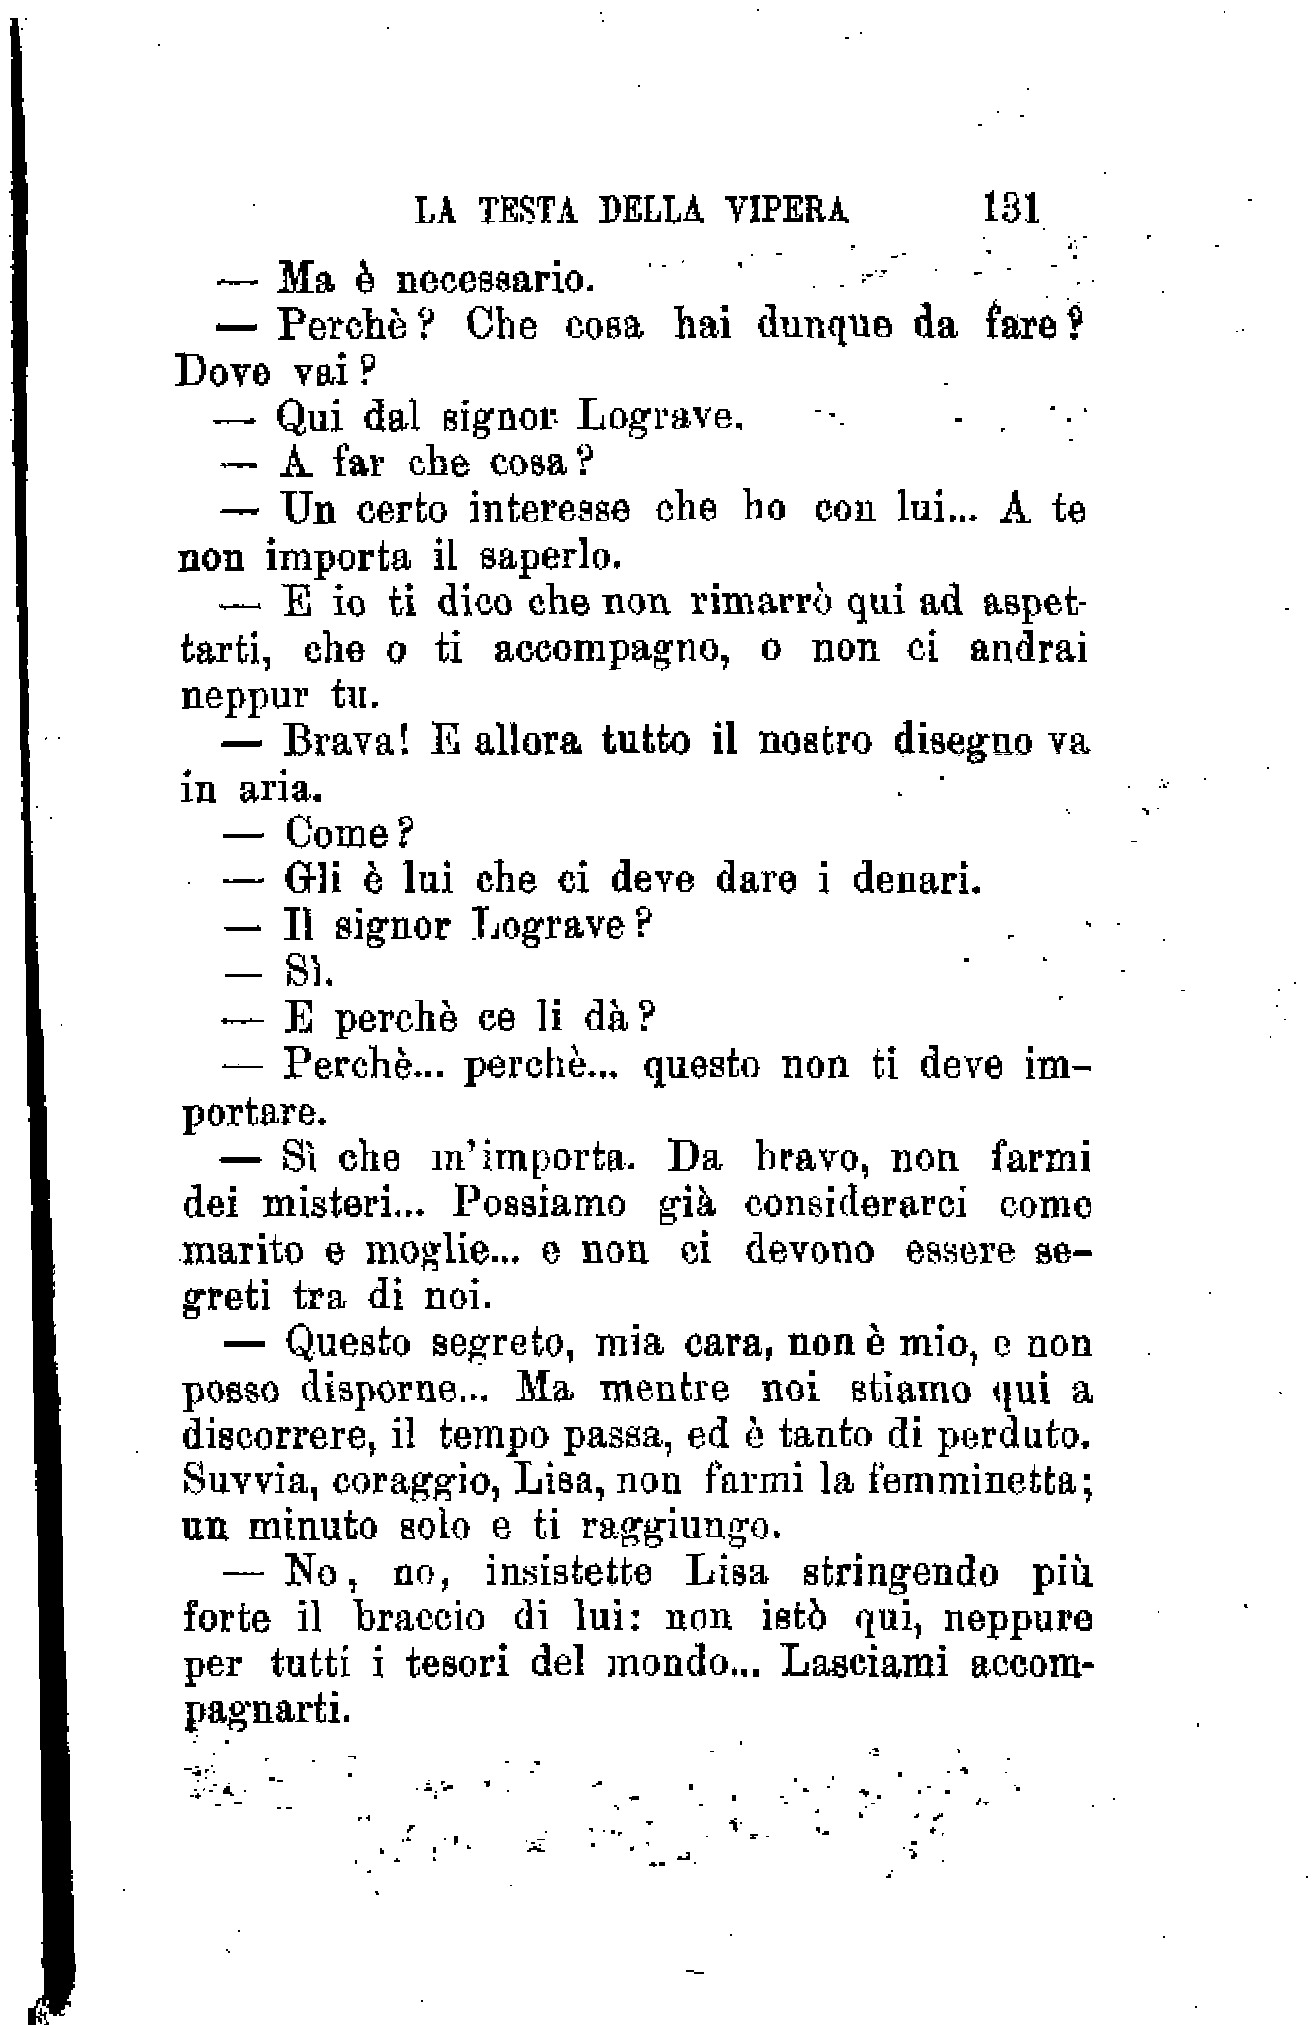 LA TESTA DELLA VIPERA 131
— Ma è necessario.
— Perchè? Che cosa hai dunque da fare?
Dove vai?
— Qui dal signor Lograve.
— A far che cosa?
— Un certo interesse che ho con lui... A te
non importa il saperlo.
— E io ti dico che non rimarrò qui ad aspet-
tarti, che o ti accompagno, o non ci andrai
neppur tu.
— Brava! E allora tutto il nostro disegno va
in aria.
— Come?
— Gli è lui che ci deve dare i denari.
— Il signor Lograve?
— Sì.
— E perchè ce li dà?
— Perchè... perchè... questo non ti deve im-
portare.
— Sì che m'importa. Da bravo, non farmi
dei misteri... Possiamo già considerarci come
marito e moglie... e non ci devono essere se-
greti tra di noi.
— Questo segreto, mia cara, non è mio, e non
posso disporne... Ma mentre noi stiamo qui a
discorrere, il tempo passa, ed è tanto di perduto.
Suvvia, coraggio, Lisa, non farmi la femminetta;
un minuto solo e ti raggiungo.
— No, no, insistette Lisa stringendo più
forte il braccio di lui: non istò qui, neppure
per tutti i tesori del mondo... Lasciami accom-
pagnarti.